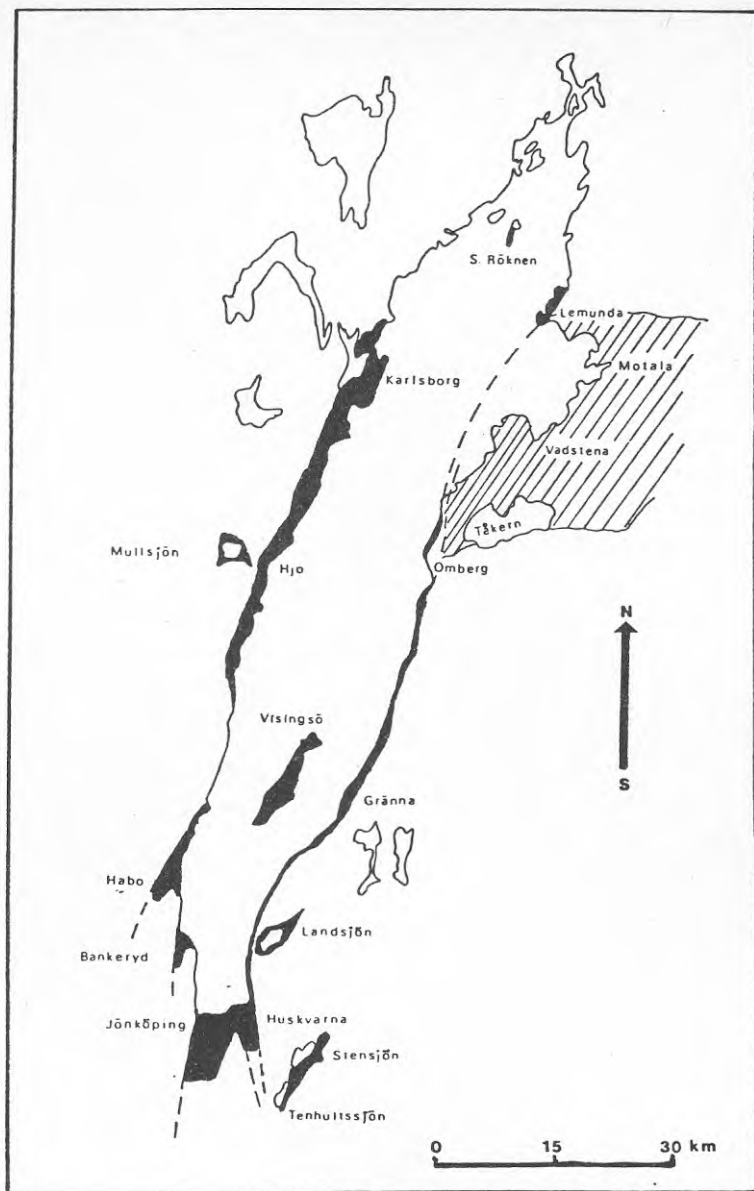 S. Röknen
Lemunda
Motala
Karlsborg
Vadstena
Tåkern
Mullsjön
Hjo
Omberg
N
Visingsö
S
Gränna
Habo
Landsjön
Bankeryd
Jönköping
Huskvarna
Stensjön
Tenhultssjön
0 15 30 km